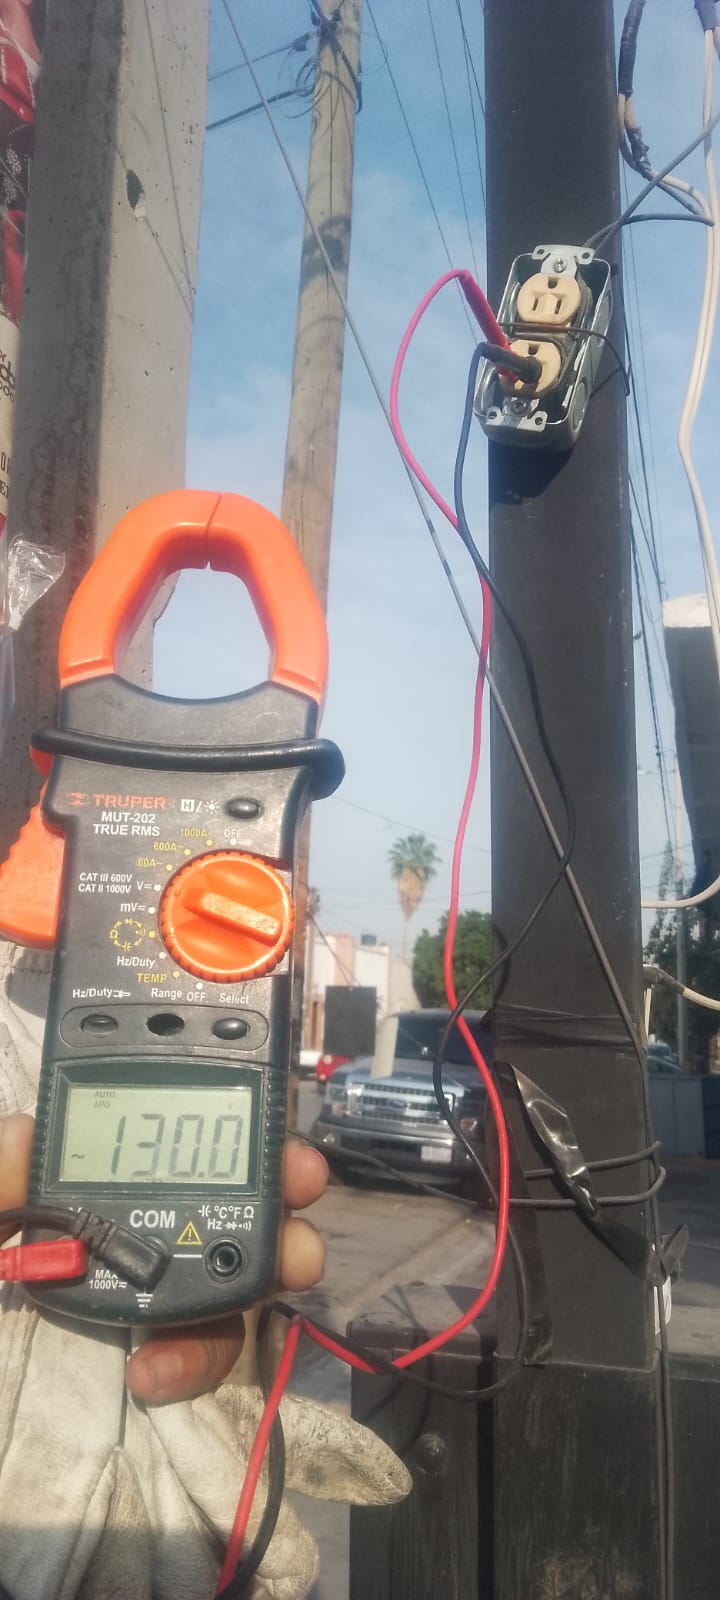 TRUPER H/☀
MUT-202
TRUE RMS
1000A~ OFF
600A~
60A~
CAT III 600V
CAT II 1000V
V
mV
Hz/Duty
TEMP
Hz/Duty Range OFF Select
AUTO
APO V
~ 130.0
COM °C°F Ω
Hz
MAX
1000V